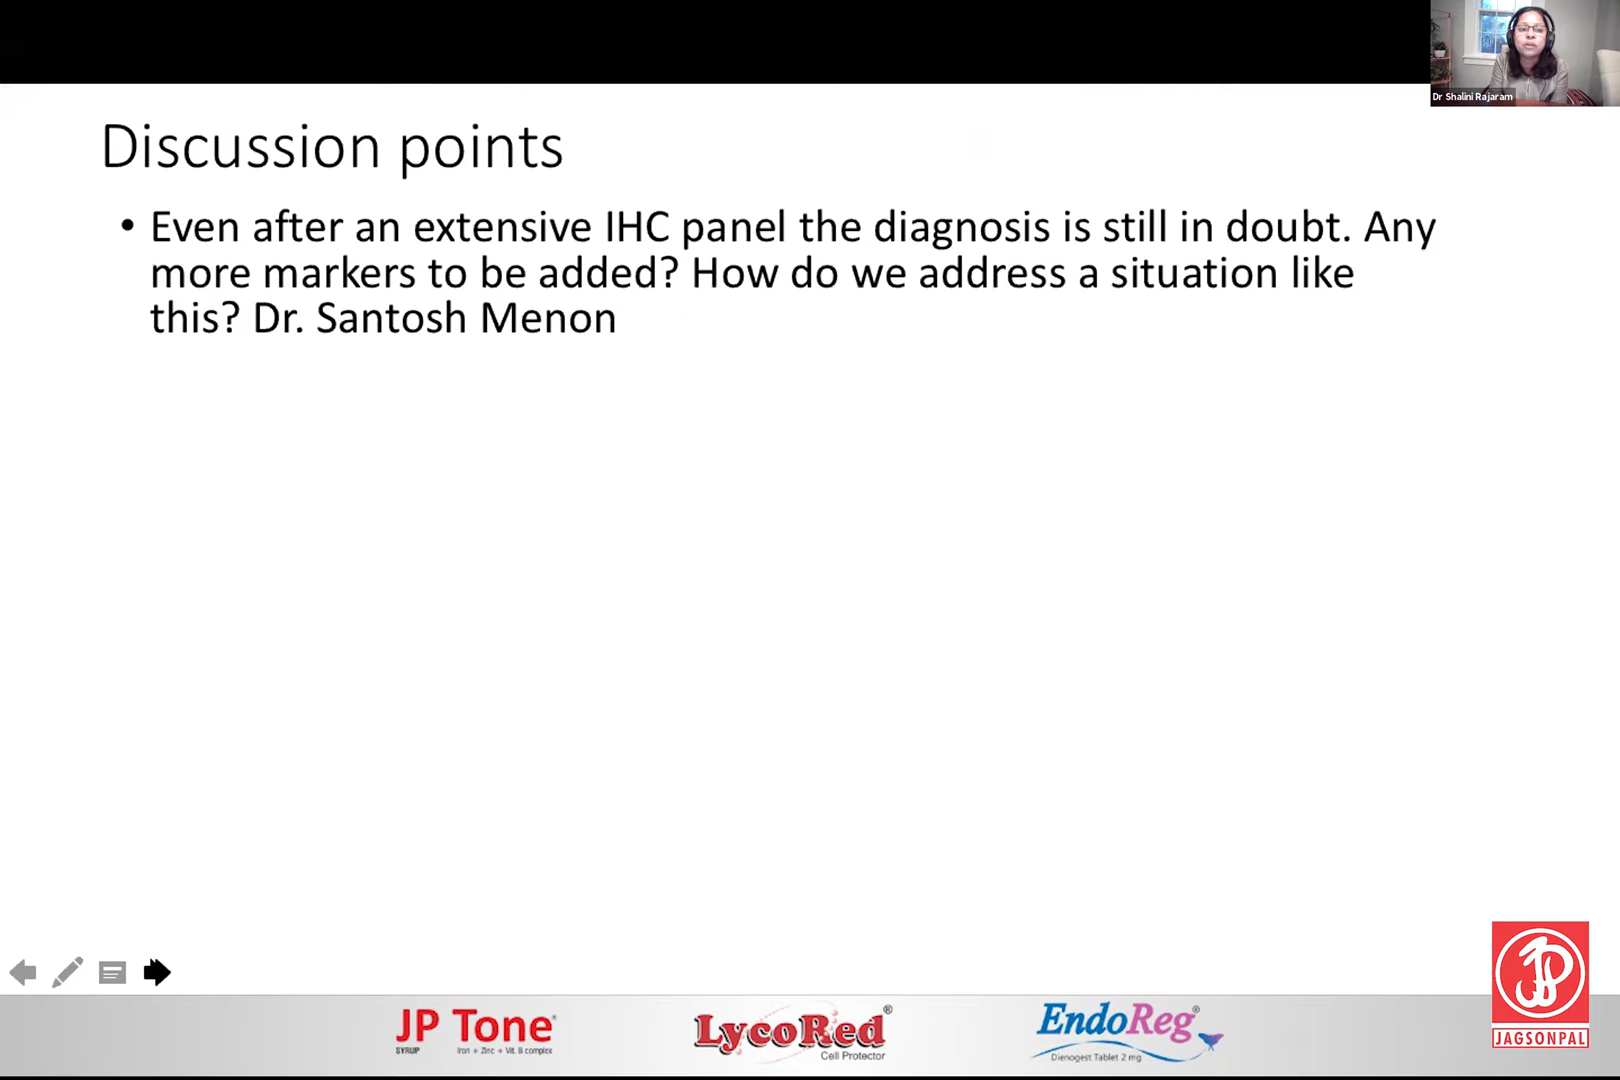 Dr Shalini Rajaram
Discussion points
• Even after an extensive IHC panel the diagnosis is still in doubt. Any
more markers to be added? How do we address a situation like
this? Dr. Santosh Menon
JP Tone
SYRUP Iron + Zinc + Vit. B complex
LycoRed®
Cell Protector
EndoReg®
Dienogest Tablet 2 mg
JAGSONPAL